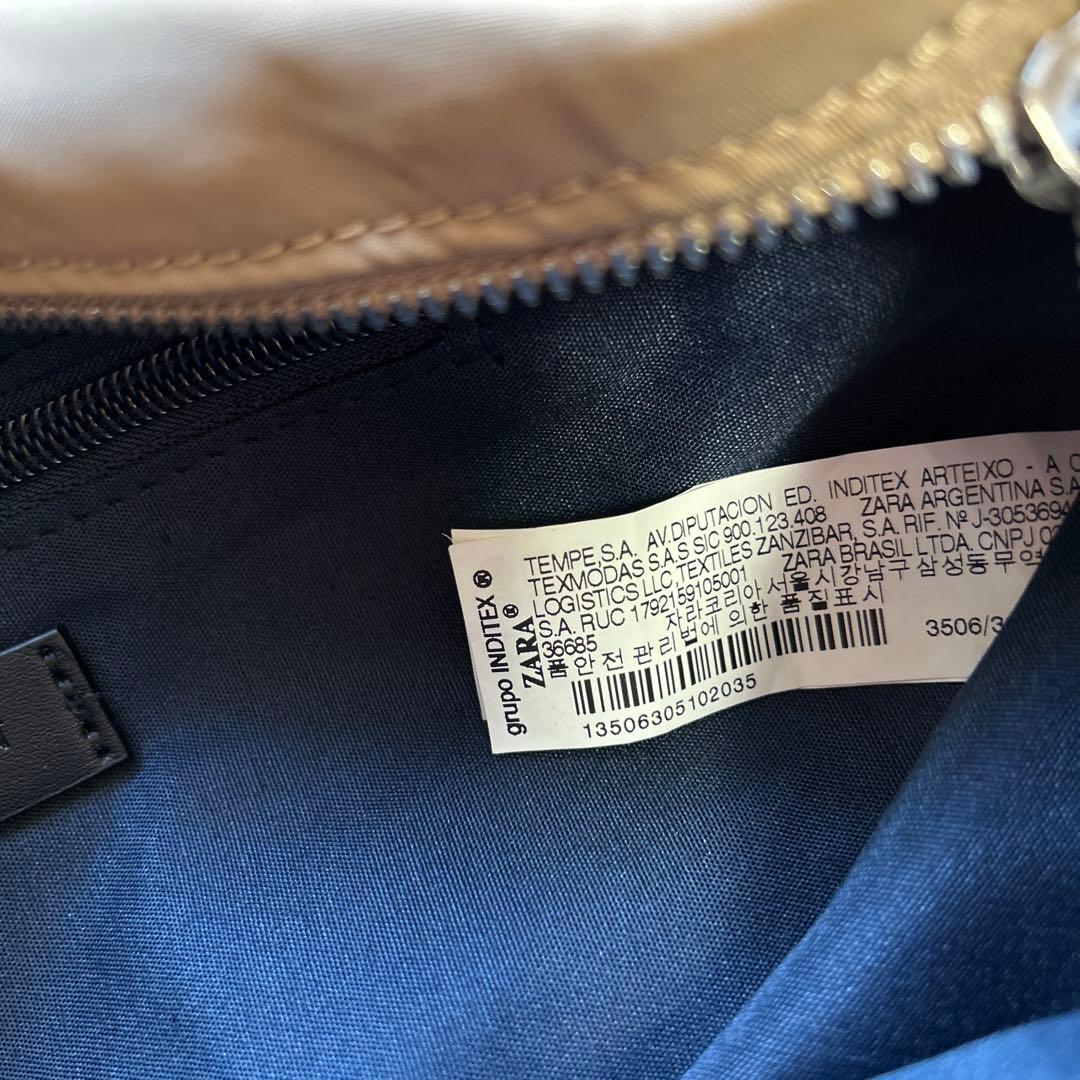 grupo INDITEX ®
ZARA®
TEMPE, S.A. AV.DIPUTACION ED. INDITEX ARTEIXO - A
TEXMODAS S.A.S SIC 900.123.408 ZARA ARGENTINA S.A
LOGISTICS LLC, TEXTILES ZANZIBAR, S.A. RIF. Nº J-3053694
S.A. RUC 1792159105001 ZARA BRASIL LTDA. CNPJ
36685 자라코리아 서울시강남구삼성동무역
안전관리법에 의한 품질표시
3506/3
13506305102035